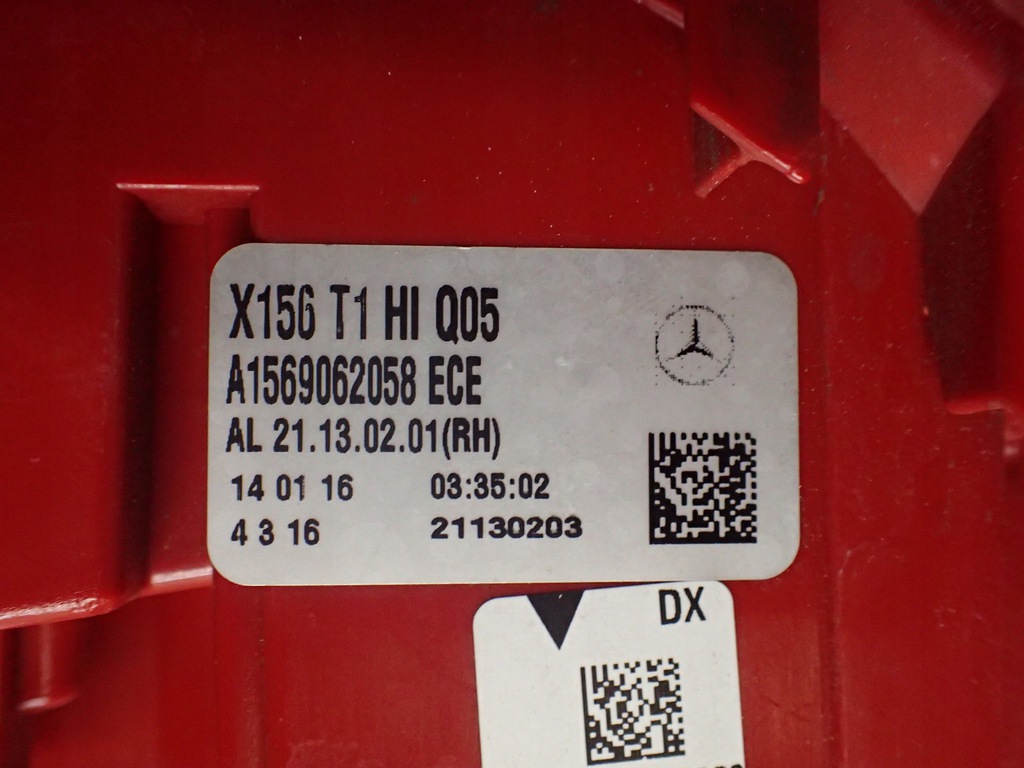 X156 T1 HI Q05
A1569062058 ECE
AL 21.13.02.01(RH)
14 01 16 03:35:02
4 3 16 21130203
DX